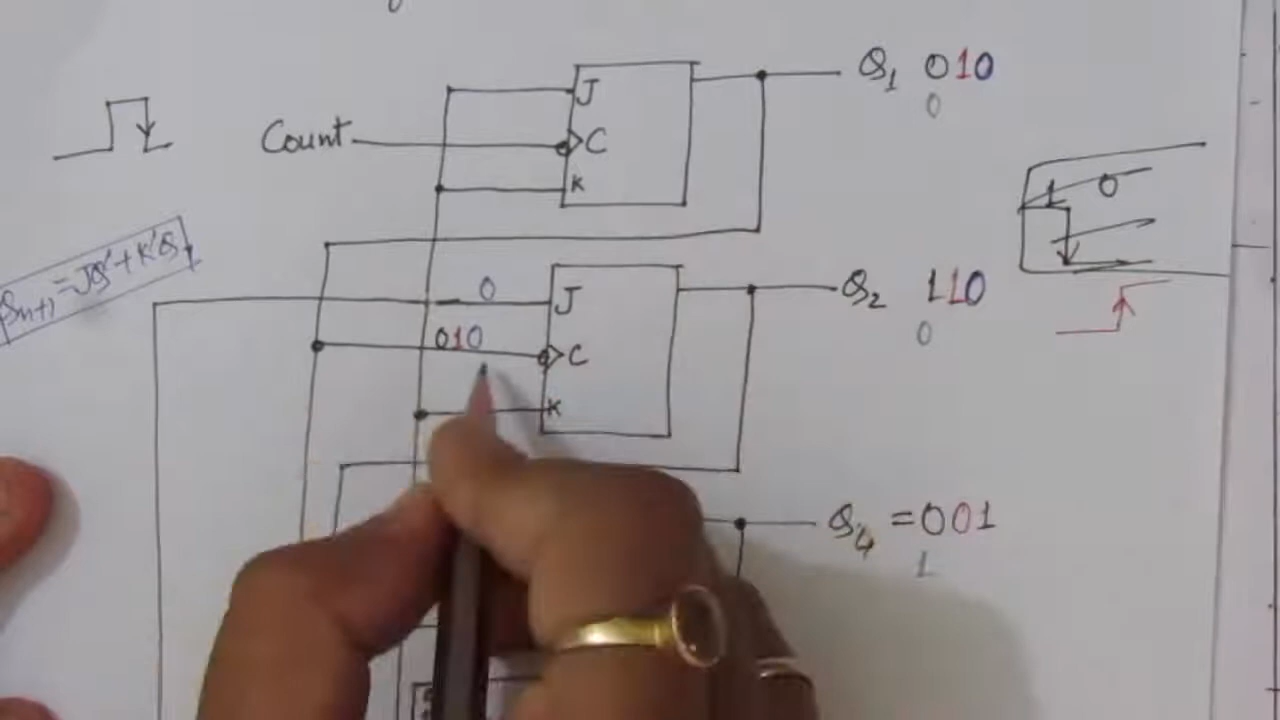 J
Q₁ 010
0
Count
C
K
1 0
Qn+1 = JQ' + K'Q
0
J
Q₂ 110
0
010
C
K
Q₄ = 001
1